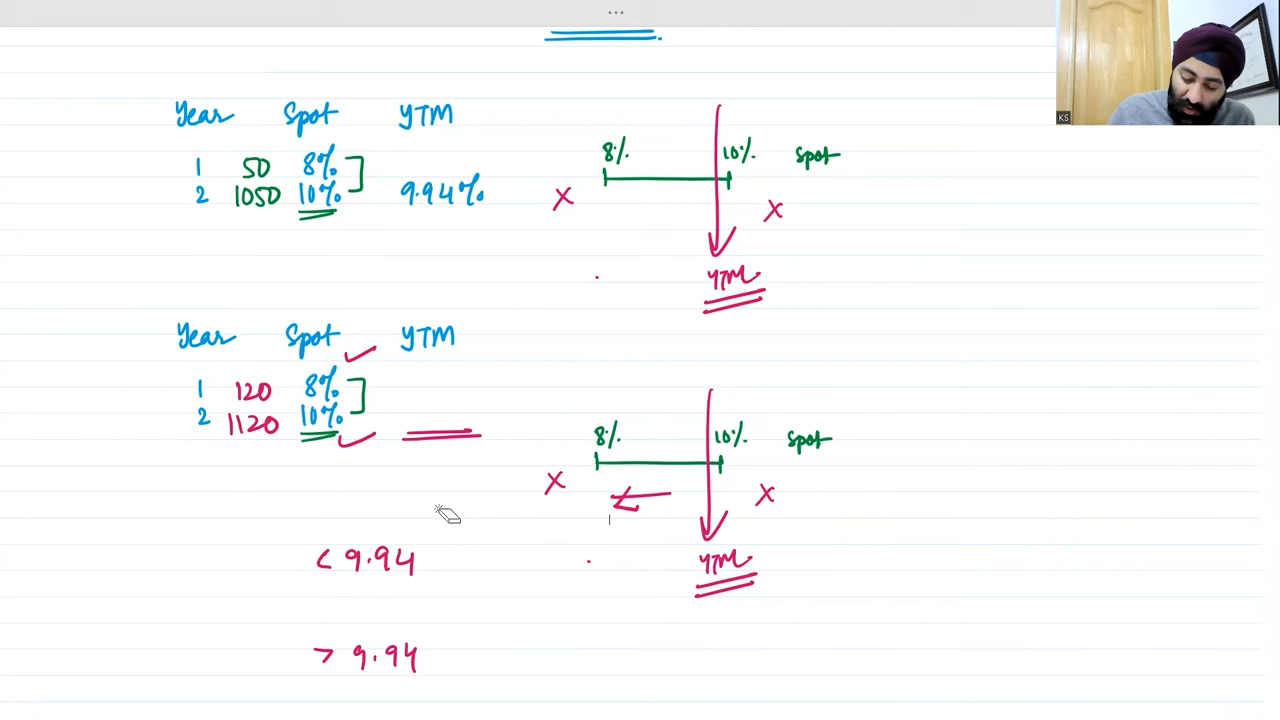 ...
Year Spot YTM
8% 10% Spot
1 50 8%
2 1050 10% 9.94%
X X
YTM
Year Spot YTM
1 120 8%
2 1120 10%
8% 10% Spot
X X
YTM
< 9.94
> 9.94
KS